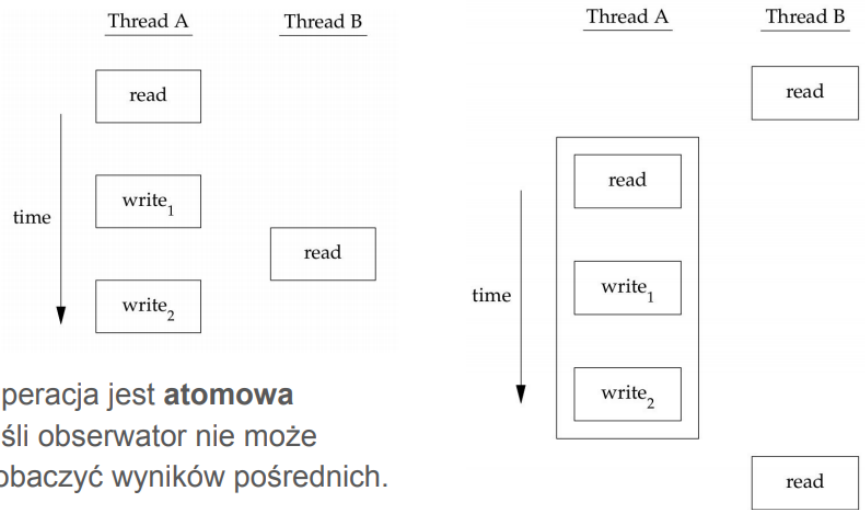 Thread A
Thread B
read
write1
time
read
write2
peracja jest atomowa
śli obserwator nie może
obaczyć wyników pośrednich.
Thread A
Thread B
read
read
time
write1
write2
read